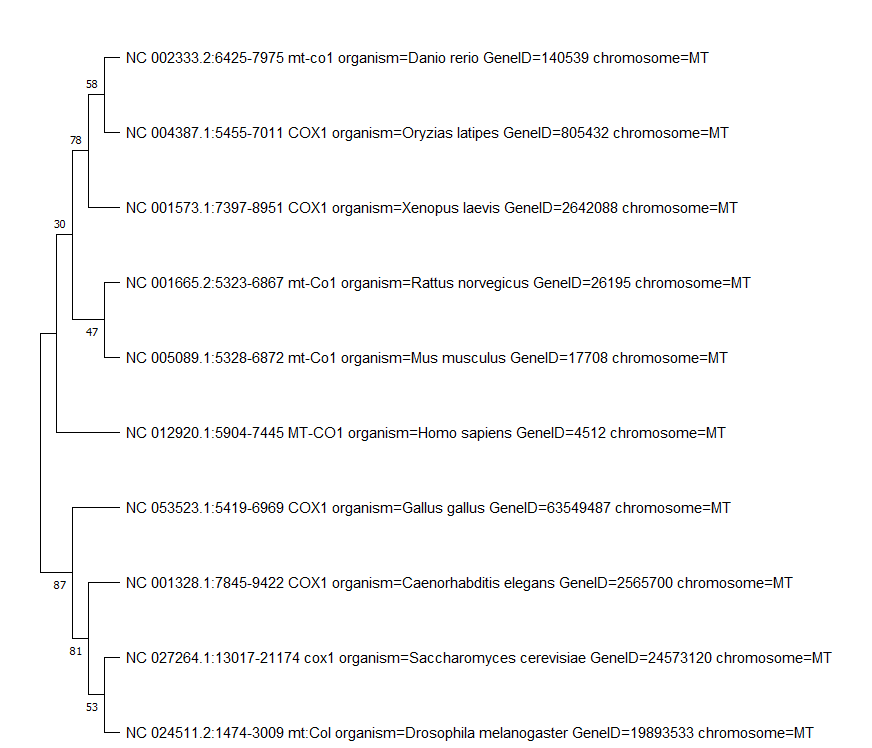 58
NC 002333.2:6425-7975 mt-co1 organism=Danio rerio GeneID=140539 chromosome=MT
NC 004387.1:5455-7011 COX1 organism=Oryzias latipes GeneID=805432 chromosome=MT
78
NC 001573.1:7397-8951 COX1 organism=Xenopus laevis GeneID=2642088 chromosome=MT
30
NC 001665.2:5323-6867 mt-Co1 organism=Rattus norvegicus GeneID=26195 chromosome=MT
47
NC 005089.1:5328-6872 mt-Co1 organism=Mus musculus GeneID=17708 chromosome=MT
NC 012920.1:5904-7445 MT-CO1 organism=Homo sapiens GeneID=4512 chromosome=MT
NC 053523.1:5419-6969 COX1 organism=Gallus gallus GeneID=63549487 chromosome=MT
87
NC 001328.1:7845-9422 COX1 organism=Caenorhabditis elegans GeneID=2565700 chromosome=MT
81
NC 027264.1:13017-21174 cox1 organism=Saccharomyces cerevisiae GeneID=24573120 chromosome=MT
53
NC 024511.2:1474-3009 mt:CoI organism=Drosophila melanogaster GeneID=19893533 chromosome=MT